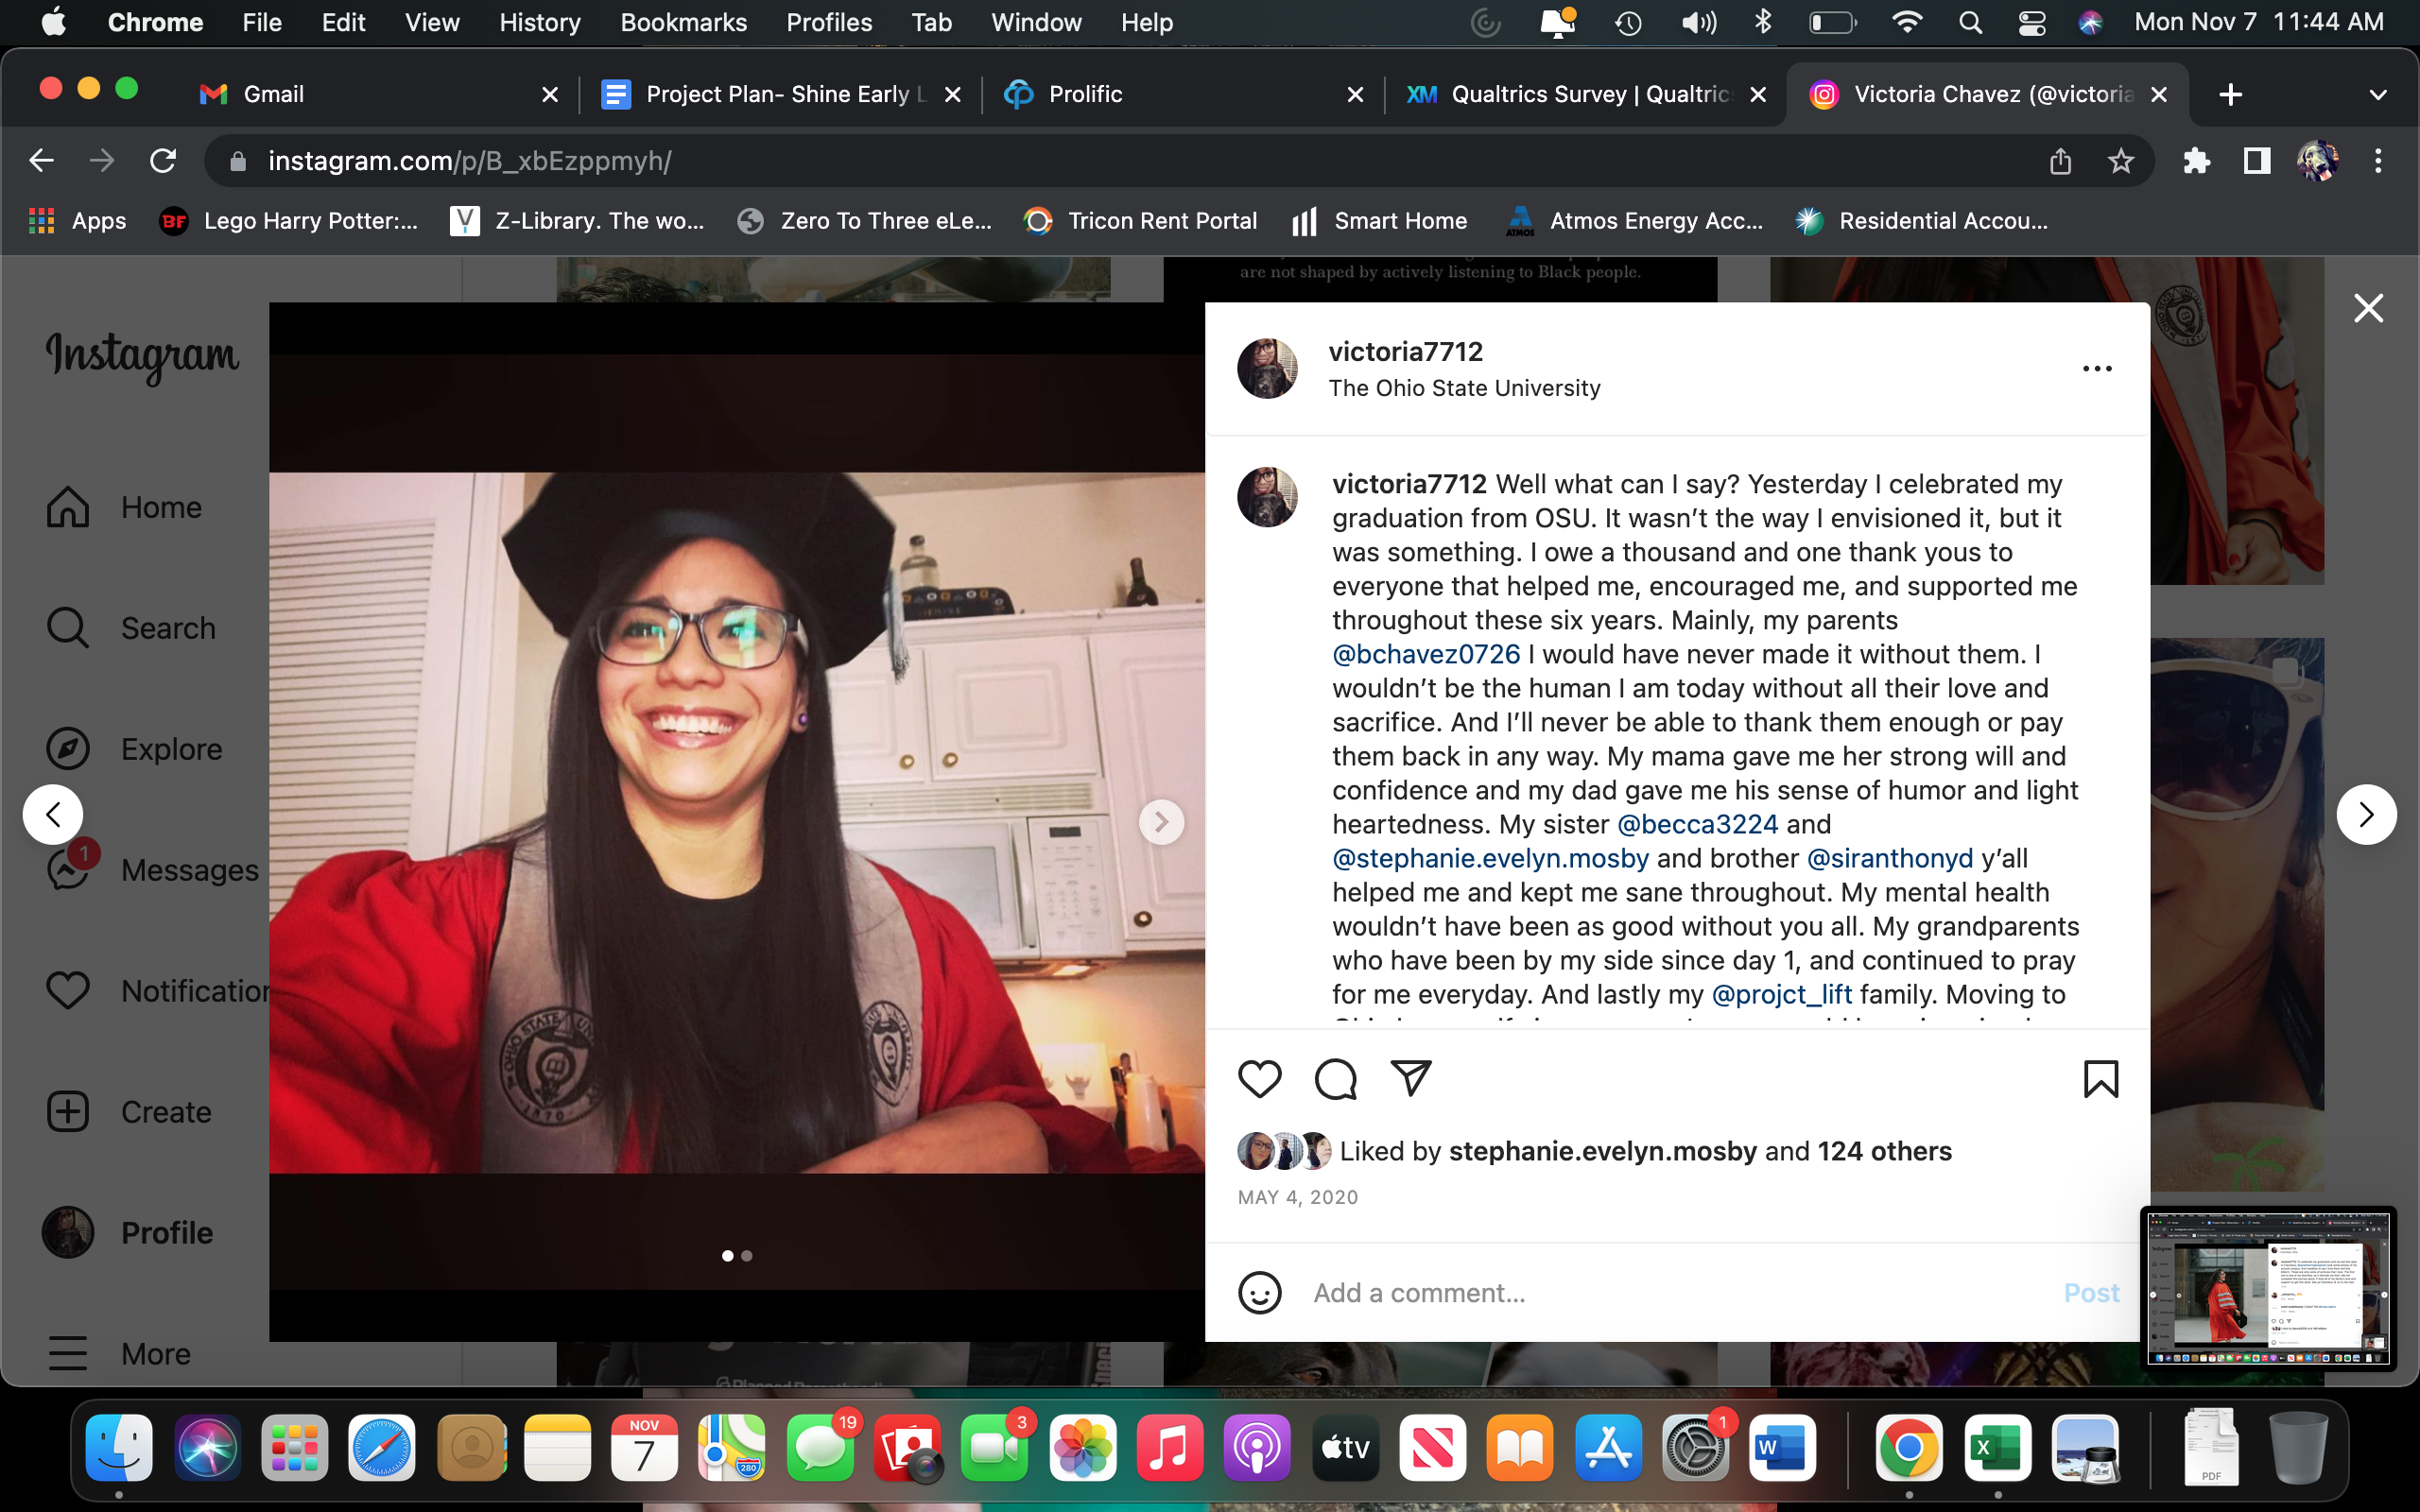 Chrome File Edit View History Bookmarks Profiles Tab Window Help Mon Nov 7 11:44 AM
Gmail Project Plan- Shine Early L Prolific Qualtrics Survey | Qualtrics Victoria Chavez (@victoria
instagram.com/p/B_xbEzppmyh/
Apps Lego Harry Potter:... Z-Library. The wo... Zero To Three eLe... Tricon Rent Portal Smart Home Atmos Energy Acc... Residential Accou...
are not shaped by actively listening to Black people.
Instagram
Home
Search
Explore
1
Messages
Notification
Create
Profile
More
victoria7712
The Ohio State University
victoria7712 Well what can I say? Yesterday I celebrated my
graduation from OSU. It wasn't the way I envisioned it, but it
was something. I owe a thousand and one thank yous to
everyone that helped me, encouraged me, and supported me
throughout these six years. Mainly, my parents
@bchavez0726 I would have never made it without them. I
wouldn't be the human I am today without all their love and
sacrifice. And I'll never be able to thank them enough or pay
them back in any way. My mama gave me her strong will and
confidence and my dad gave me his sense of humor and light
heartedness. My sister @becca3224 and
@stephanie.evelyn.mosby and brother @siranthonyd y'all
helped me and kept me sane throughout. My mental health
wouldn't have been as good without you all. My grandparents
who have been by my side since day 1, and continued to pray
for me everyday. And lastly my @projct_lift family. Moving to
Liked by stephanie.evelyn.mosby and 124 others
MAY 4, 2020
Add a comment... Post
OHIO STATE UN
1870
NOV
7
19
3
tv
1
W
X
280
PDF